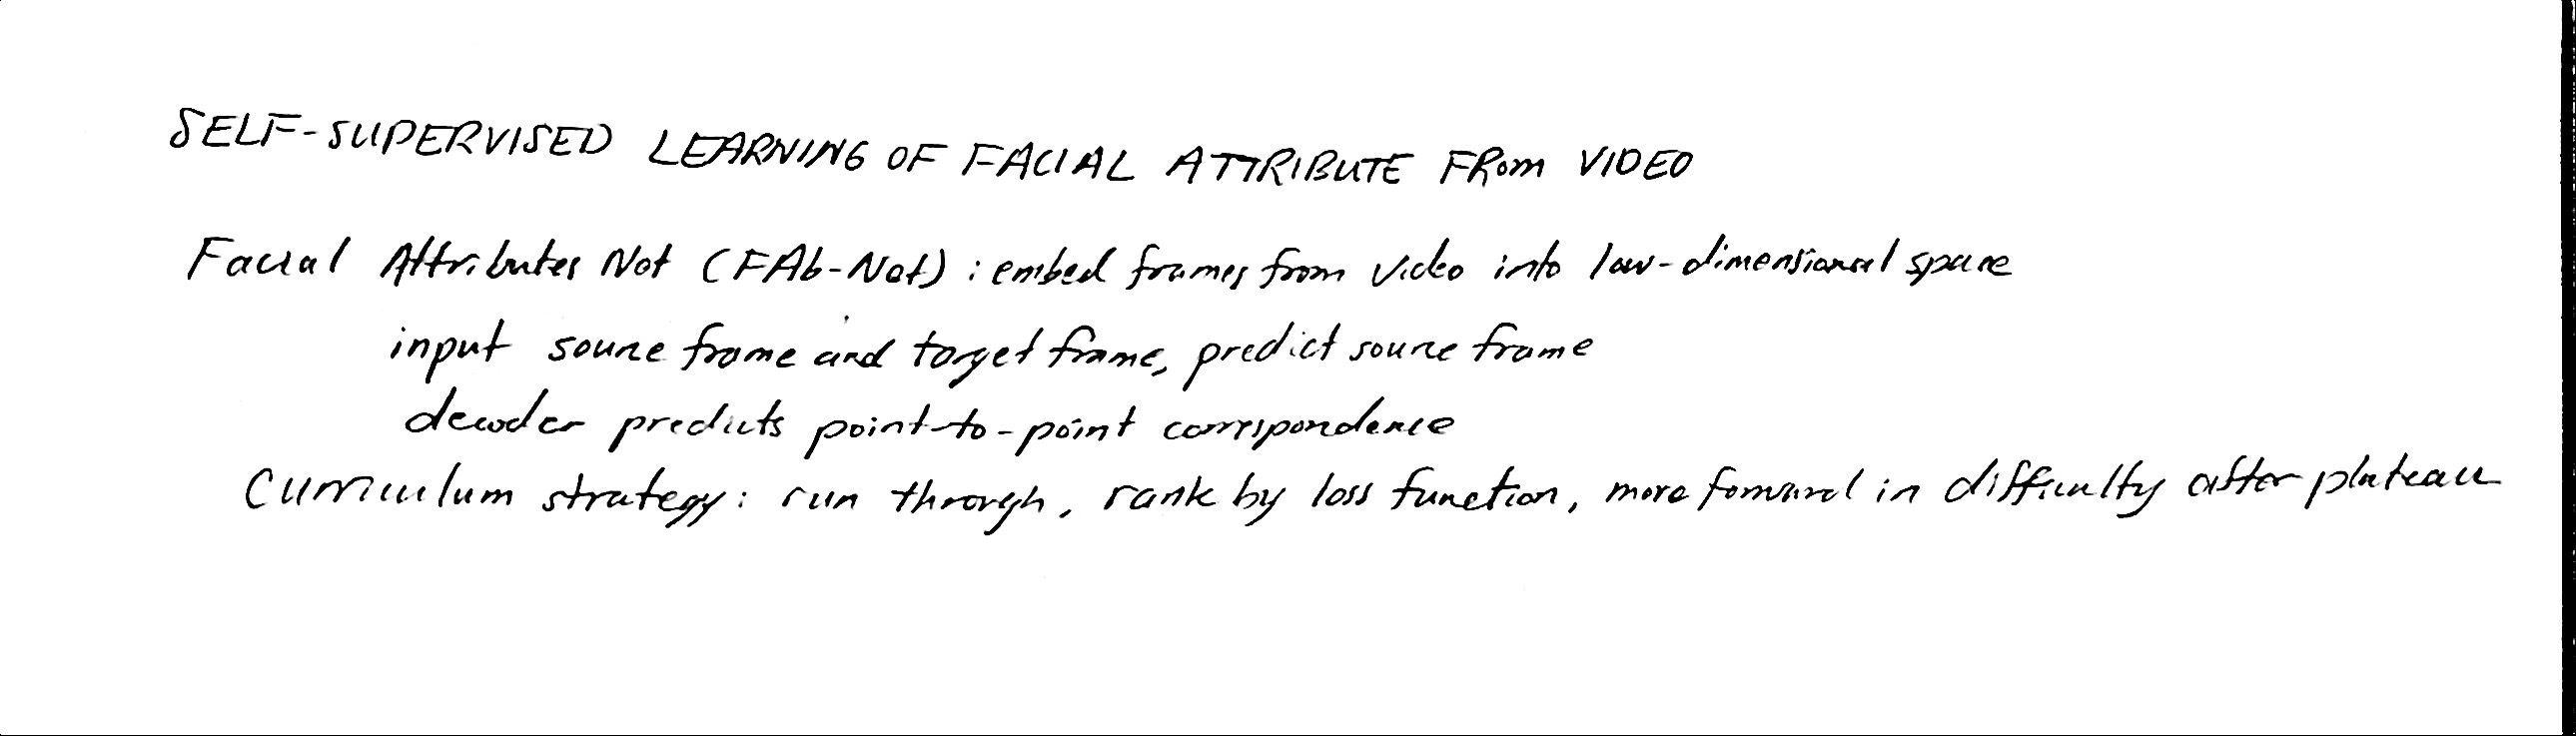 SELF-SUPERVISED LEARNING OF FACIAL ATTRIBUTE FROM VIDEO
Facial Attributes Net (FAb-Net) : embed frames from video into low-dimensional space
input source frame and target frame, predict source frame
decoder predicts point-to-point correspondence
Curriculum strategy: run through, rank by loss function, move forward in difficulty after plateau